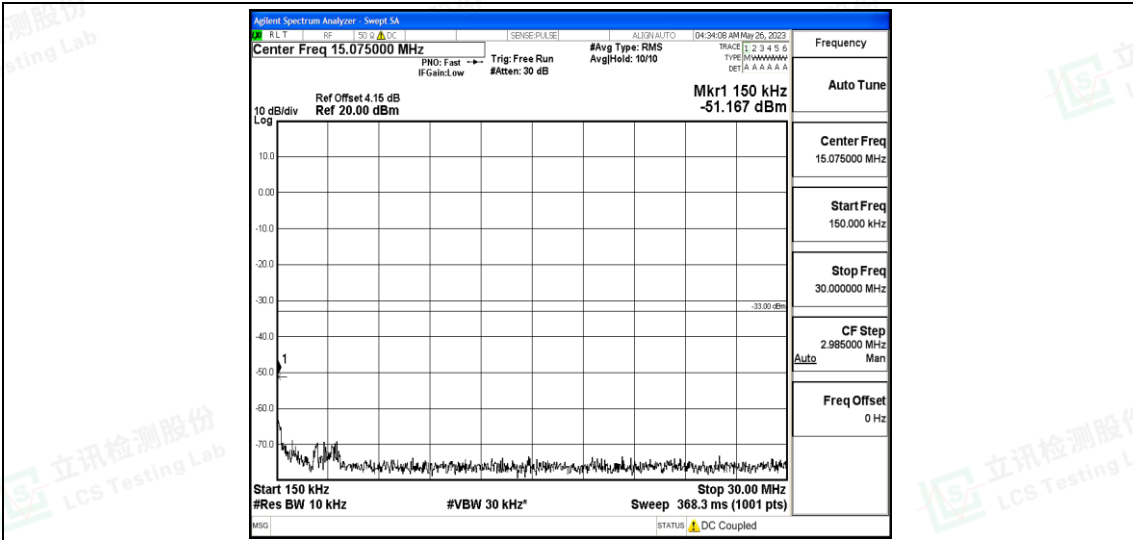 Agilent Spectrum Analyzer - Swept SA
RL T RF 50 Ω DC SENSE:PULSE ALIGN AUTO 04:34:08 AM May 26, 2023
Center Freq 15.075000 MHz
PNO: Fast
IFGain:Low
Trig: Free Run
#Atten: 30 dB
#Avg Type: RMS
Avg|Hold: 10/10
TRACE 1 2 3 4 5 6
TYPE M WWWWW
DET A A A A A A
Frequency
Auto Tune
Mkr1 150 kHz
-51.167 dBm
Ref Offset 4.15 dB
10 dB/div Ref 20.00 dBm
Log
10.0
0.00
-10.0
-20.0
-30.0
-33.00 dBm
-40.0
1
-50.0
-60.0
-70.0
Center Freq
15.075000 MHz
Start Freq
150.000 kHz
Stop Freq
30.000000 MHz
CF Step
2.985000 MHz
Auto Man
Freq Offset
0 Hz
Start 150 kHz Stop 30.00 MHz
#Res BW 10 kHz #VBW 30 kHz* Sweep 368.3 ms (1001 pts)
MSG STATUS DC Coupled
立讯检测股份
LCS Testing Lab
立讯检测股份
LCS Testing L